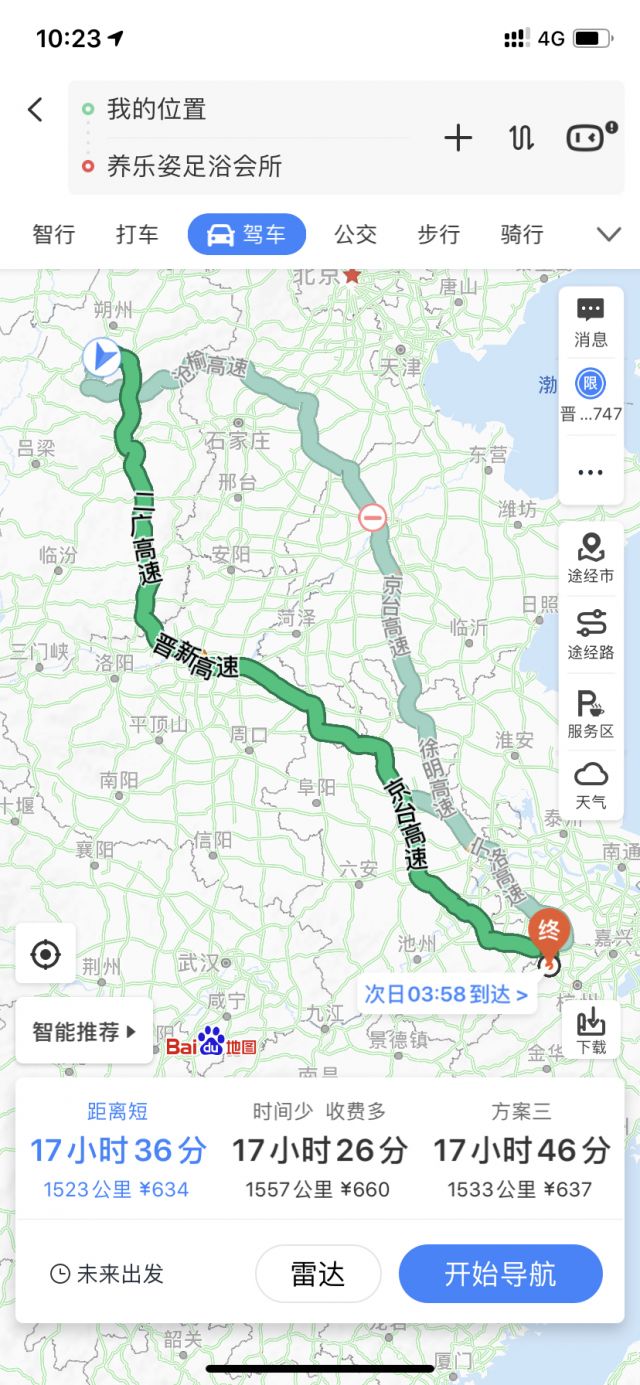 10:23
4G
我的位置
养乐姿足浴会所
智行
打车
驾车
公交
步行
骑行
北京
朔州
唐山
天津
渤
沧榆高速
消息
限
晋...747
吕梁
石家庄
邢台
东营
潍坊
二广高速
临汾
安阳
途经市
京台高速
菏泽
日照
临沂
三门峡
洛阳
晋新高速
途经路
平顶山
周口
徐明高速
淮安
服务区
南阳
阜阳
京台高速
天气
十堰
信阳
宁洛高速
泰州
南通
襄阳
六安
终
池州
嘉兴
荆州
武汉
次日03:58到达 >
杭州
咸宁
智能推荐
九江
Baidu地图
景德镇
下载
金华
南昌
距离短
时间少 收费多
方案三
17小时36分
17小时26分
17小时46分
1523公里 ¥634
1557公里 ¥660
1533公里 ¥637
未来出发
雷达
开始导航
韶关
龙岩
厦门